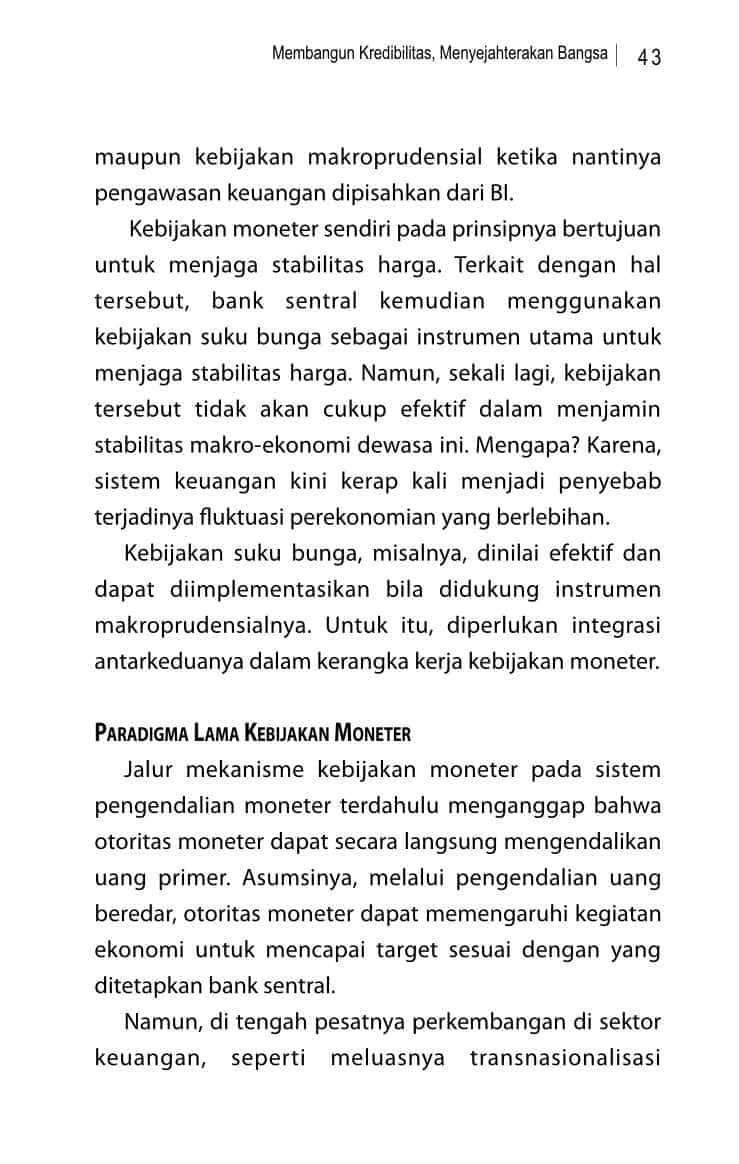 Membangun Kredibilitas, Menyejahterakan Bangsa | 43
maupun kebijakan makroprudensial ketika nantinya
pengawasan keuangan dipisahkan dari BI.
Kebijakan moneter sendiri pada prinsipnya bertujuan
untuk menjaga stabilitas harga. Terkait dengan hal
tersebut, bank sentral kemudian menggunakan
kebijakan suku bunga sebagai instrumen utama untuk
menjaga stabilitas harga. Namun, sekali lagi, kebijakan
tersebut tidak akan cukup efektif dalam menjamin
stabilitas makro-ekonomi dewasa ini. Mengapa? Karena,
sistem keuangan kini kerap kali menjadi penyebab
terjadinya fluktuasi perekonomian yang berlebihan.
Kebijakan suku bunga, misalnya, dinilai efektif dan
dapat diimplementasikan bila didukung instrumen
makroprudensialnya. Untuk itu, diperlukan integrasi
antarkeduanya dalam kerangka kerja kebijakan moneter.
PARADIGMA LAMA KEBIJAKAN MONETER
Jalur mekanisme kebijakan moneter pada sistem
pengendalian moneter terdahulu menganggap bahwa
otoritas moneter dapat secara langsung mengendalikan
uang primer. Asumsinya, melalui pengendalian uang
beredar, otoritas moneter dapat memengaruhi kegiatan
ekonomi untuk mencapai target sesuai dengan yang
ditetapkan bank sentral.
Namun, di tengah pesatnya perkembangan di sektor
keuangan, seperti meluasnya transnasionalisasi